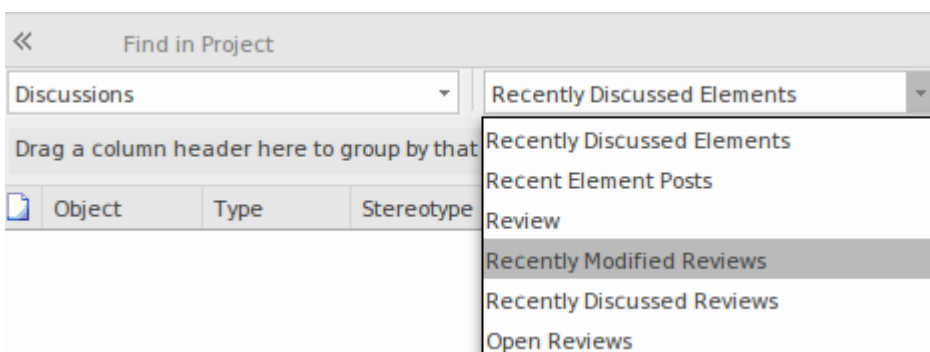 Find in Project
Discussions
Recently Discussed Elements
Drag a column header here to group by that
Recently Discussed Elements
Recent Element Posts
Object Type Stereotype
Review
Recently Modified Reviews
Recently Discussed Reviews
Open Reviews